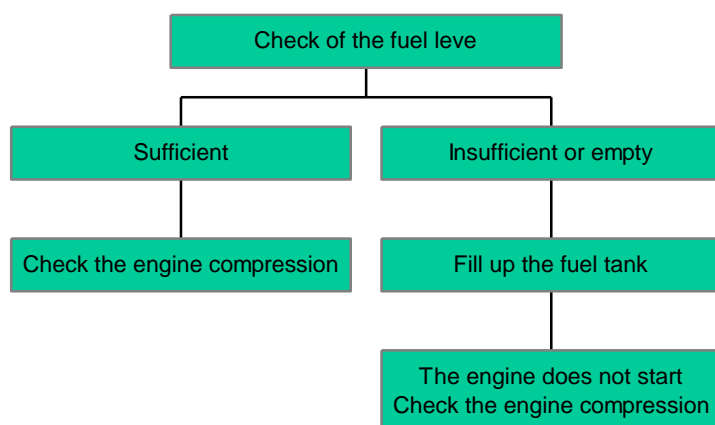 Check of the fuel leve
Sufficient
Insufficient or empty
Check the engine compression
Fill up the fuel tank
The engine does not start
Check the engine compression